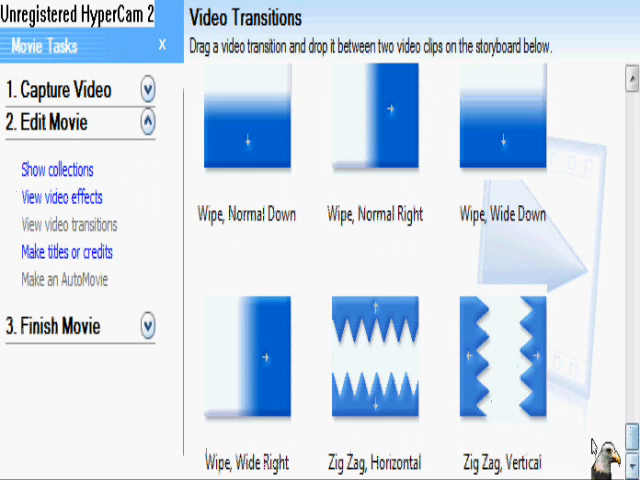 Unregistered HyperCam 2
Movie Tasks x
1. Capture Video
2. Edit Movie
Show collections
View video effects
View video transitions
Make titles or credits
Make an AutoMovie
3. Finish Movie
Video Transitions
Drag a video transition and drop it between two video clips on the storyboard below.
Wipe, Normal Down
Wipe, Normal Right
Wipe, Wide Down
Wipe, Wide Right
Zig Zag, Horizontal
Zig Zag, Vertical